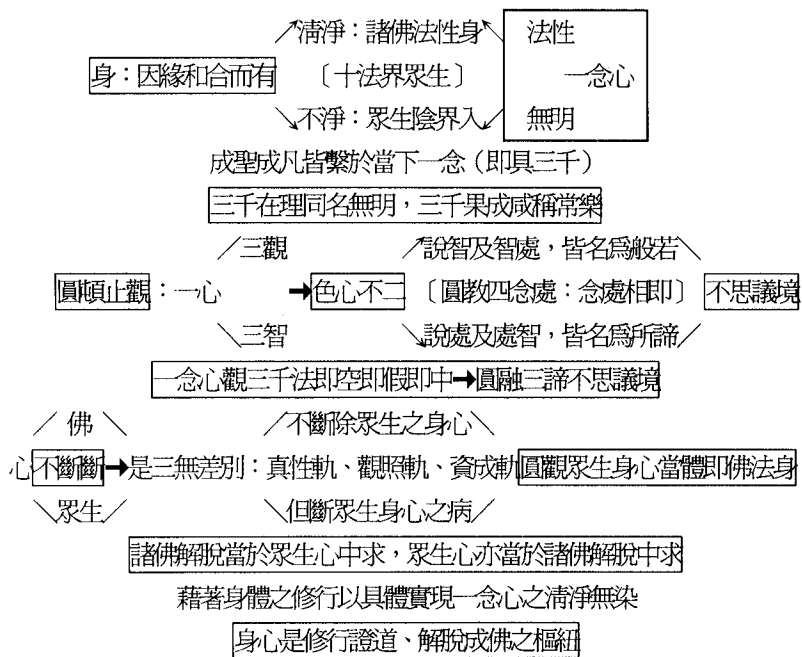 ↗清淨：諸佛法性身↖ 法性
身：因緣和合而有 〔十法界眾生〕 一念心
↘不淨：眾生陰界入↙ 無明
成聖成凡皆繫於當下一念（即具三千）
三千在理同名無明，三千果成咸稱常樂
╱三觀 ↗說智及智處，皆名爲般若╲
圓頓止觀：一心 ➞色心不二 〔圓教四念處：念處相即〕 不思議境
╲三智 ↘說處及處智，皆名爲所諦╱
一念心觀三千法即空即假即中➞圓融三諦不思議境
╱ 佛 ╲ ╱不斷除眾生之身心╲
心不斷斷➞是三無差別：真性軌、觀照軌、資成軌圓觀眾生身心當體即佛法身
╲眾生╱ ╲但斷眾生身心之病╱
諸佛解脫當於眾生心中求，眾生心亦當於諸佛解脫中求
藉著身體之修行以具體實現一念心之清淨無染
身心是修行證道、解脫成佛之樞紐